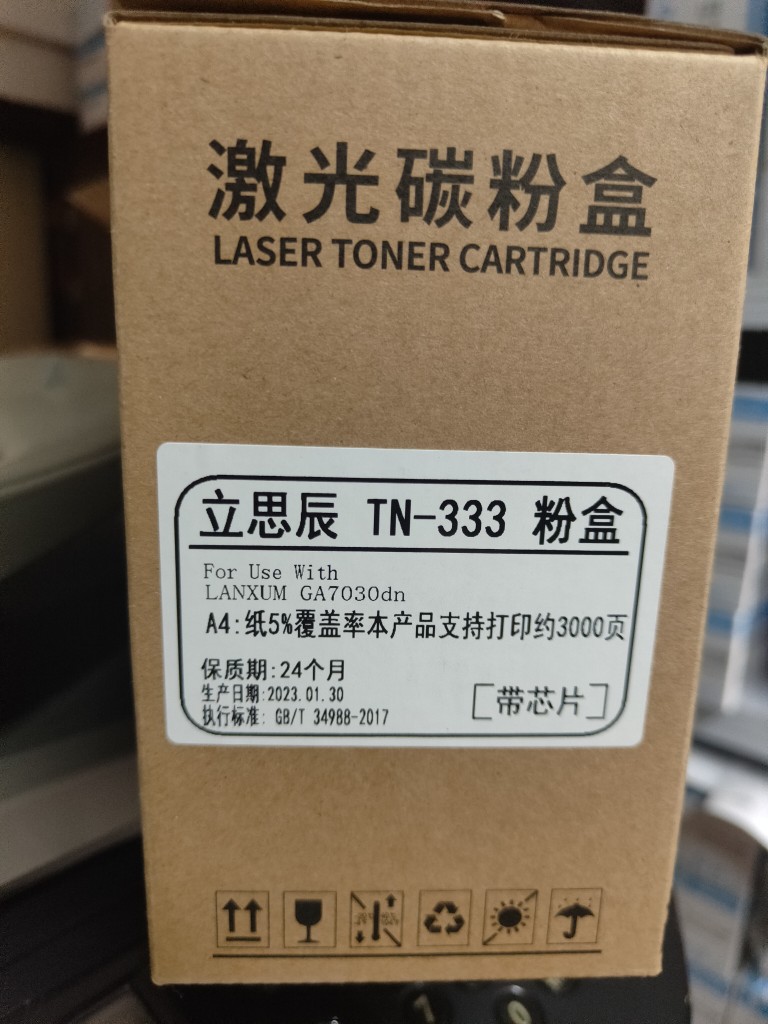 激光碳粉盒
LASER TONER CARTRIDGE
立思辰 TN-333 粉盒
For Use With
LANXUM GA7030dn
A4:纸5%覆盖率本产品支持打印约3000页
保质期:24个月
生产日期:2023.01.30
执行标准: GB/T 34988-2017
[带芯片]